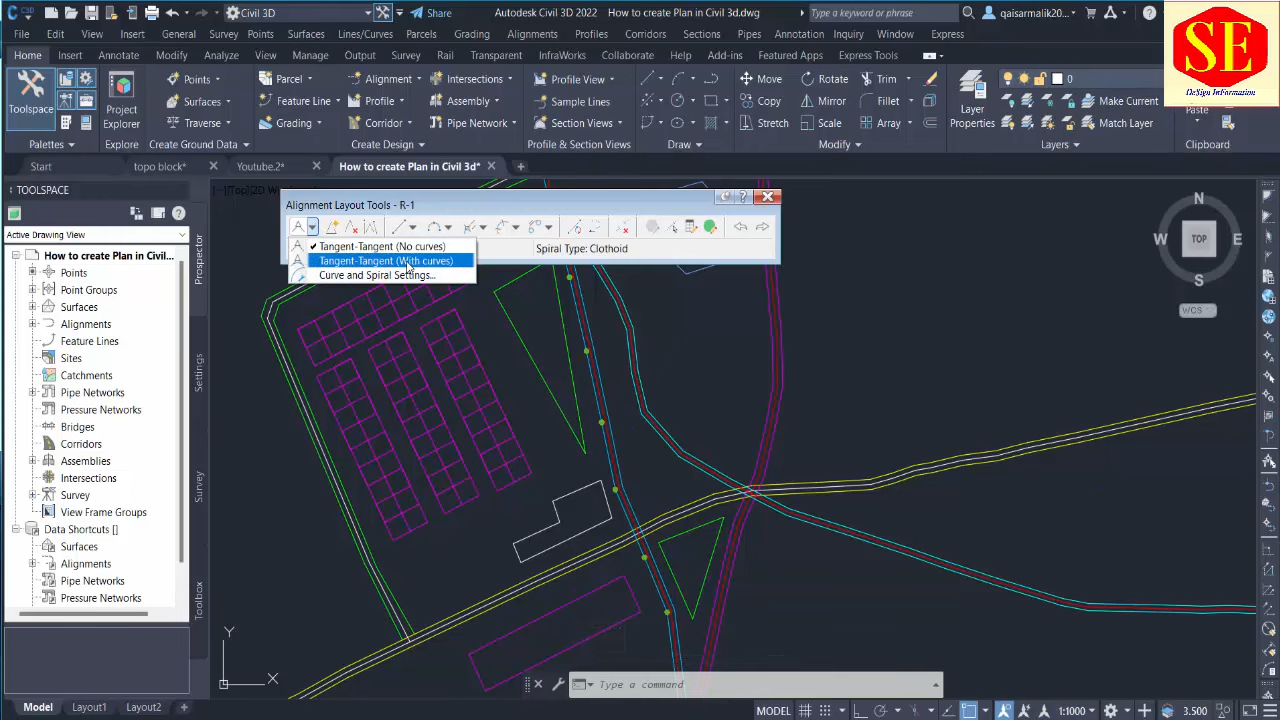 C3D
Civil 3D
Share
Autodesk Civil 3D 2022 How to create Plan in Civil 3d.dwg
Type a keyword or phrase
qaisarmalik20...
File Edit View Insert General Survey Points Surfaces Lines/Curves Parcels Grading Alignments Profiles Corridors Sections Pipes Annotation Inquiry Window Express
Home Insert Annotate Modify Analyze View Manage Output Survey Rail Transparent InfraWorks Collaborate Help Add-ins Featured Apps Express Tools
SE
DeSign InFormation
Toolspace
Project Explorer
Points
Surfaces
Traverse
Parcel
Feature Line
Grading
Alignment
Profile
Corridor
Intersections
Assembly
Pipe Network
Profile View
Sample Lines
Section Views
Move
Copy
Stretch
Rotate
Mirror
Scale
Trim
Fillet
Array
Layer Properties
0
Make Current
Match Layer
Paste
Palettes Explore Create Ground Data Create Design Profile & Section Views Draw Modify Layers Clipboard
Start topo block* Youtube.2* How to create Plan in Civil 3d*
TOOLSPACE
Active Drawing View
How to create Plan in Civil...
Points
Point Groups
Surfaces
Alignments
Feature Lines
Sites
Catchments
Pipe Networks
Pressure Networks
Bridges
Corridors
Assemblies
Intersections
Survey
View Frame Groups
Data Shortcuts []
Surfaces
Alignments
Pipe Networks
Pressure Networks
Prospector
Settings
Survey
Toolbox
Alignment Layout Tools - R-1
Tangent-Tangent (No curves)
Tangent-Tangent (With curves)
Curve and Spiral Settings...
Spiral Type: Clothoid
N
W TOP E
S
WCS
Y
X
Type a command
Model Layout1 Layout2
MODEL
1:1000
3.500